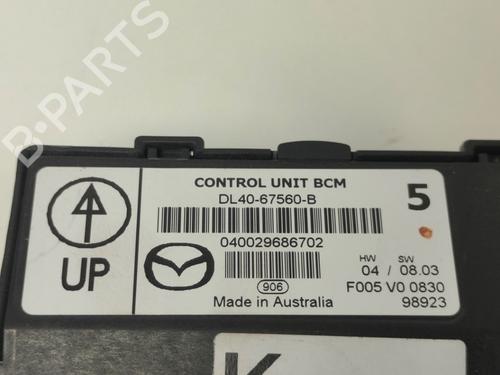 CONTROL UNIT BCM
5
DL40-67560-B
040029686702
HW SW
04 / 08.03
UP
906
F005 V0 0830
Made in Australia
98923
K
B-PARTS